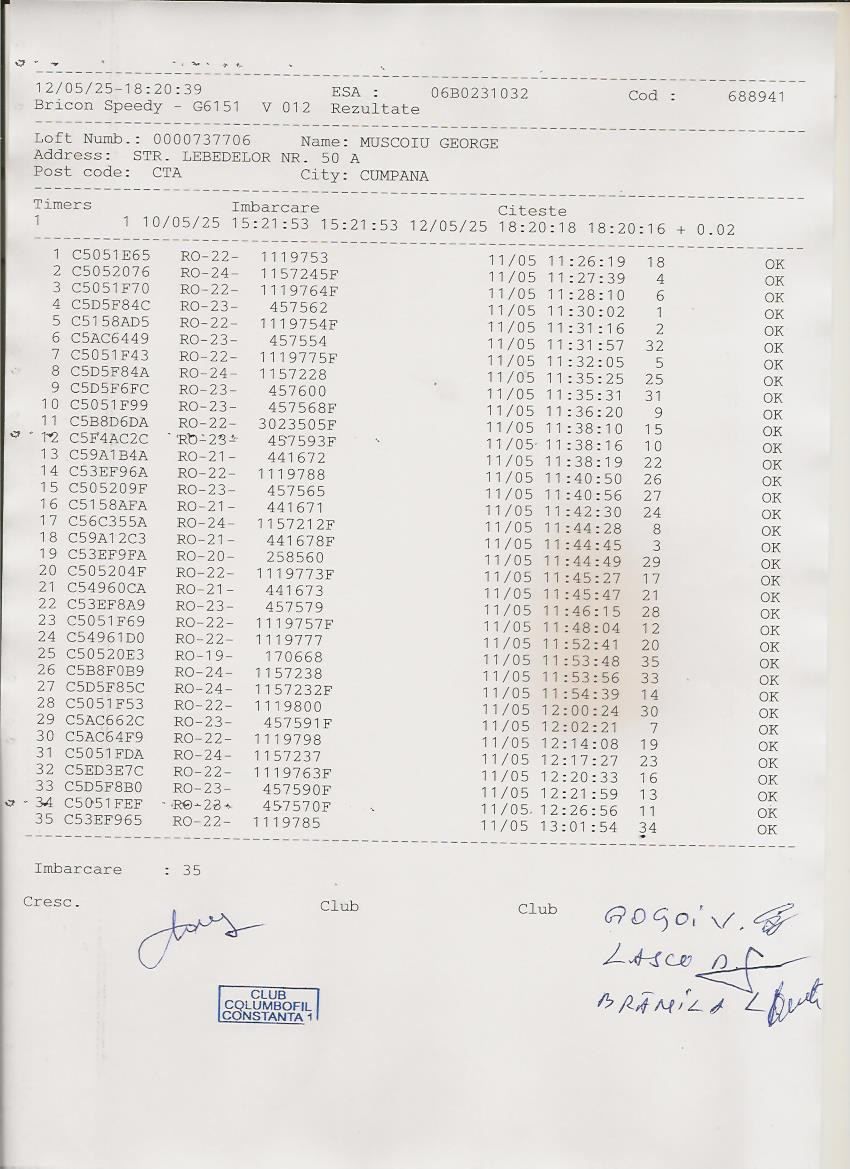 12/05/25-18:20:39 ESA : 06B0231032 Cod : 688941
Bricon Speedy - G6151 V 012 Rezultate
Loft Numb.: 0000737706 Name: MUSCOIU GEORGE
Address: STR. LEBEDELOR NR. 50 A
Post code: CTA City: CUMPANA
Timers Imbarcare Citeste
1 1 10/05/25 15:21:53 15:21:53 12/05/25 18:20:18 18:20:16 + 0.02
1 C5051E65 RO-22- 1119753 11/05 11:26:19 18 OK
2 C5052076 RO-24- 1157245F 11/05 11:27:39 4 OK
3 C5051F70 RO-22- 1119764F 11/05 11:28:10 6 OK
4 C5D5F84C RO-23- 457562 11/05 11:30:02 1 OK
5 C5158AD5 RO-22- 1119754F 11/05 11:31:16 2 OK
6 C5AC6449 RO-23- 457554 11/05 11:31:57 32 OK
7 C5051F43 RO-22- 1119775F 11/05 11:32:05 5 OK
8 C5D5F84A RO-24- 1157228 11/05 11:35:25 25 OK
9 C5D5F6FC RO-23- 457600 11/05 11:35:31 31 OK
10 C5051F99 RO-23- 457568F 11/05 11:36:20 9 OK
11 C5B8D6DA RO-22- 3023505F 11/05 11:38:10 15 OK
12 C5F4AC2C RO-23- 457593F 11/05 11:38:16 10 OK
13 C59A1B4A RO-21- 441672 11/05 11:38:19 22 OK
14 C53EF96A RO-22- 1119788 11/05 11:40:50 26 OK
15 C505209F RO-23- 457565 11/05 11:40:56 27 OK
16 C5158AFA RO-21- 441671 11/05 11:42:30 24 OK
17 C56C355A RO-24- 1157212F 11/05 11:44:28 8 OK
18 C59A12C3 RO-21- 441678F 11/05 11:44:45 3 OK
19 C53EF9FA RO-20- 258560 11/05 11:44:49 29 OK
20 C505204F RO-22- 1119773F 11/05 11:45:27 17 OK
21 C54960CA RO-21- 441673 11/05 11:45:47 21 OK
22 C53EF8A9 RO-23- 457579 11/05 11:46:15 28 OK
23 C5051F69 RO-22- 1119757F 11/05 11:48:04 12 OK
24 C54961D0 RO-22- 1119777 11/05 11:52:41 20 OK
25 C50520E3 RO-19- 170668 11/05 11:53:48 35 OK
26 C5B8F0B9 RO-24- 1157238 11/05 11:53:56 33 OK
27 C5D5F85C RO-24- 1157232F 11/05 11:54:39 14 OK
28 C5051F53 RO-22- 1119800 11/05 12:00:24 30 OK
29 C5AC662C RO-23- 457591F 11/05 12:02:21 7 OK
30 C5AC64F9 RO-22- 1119798 11/05 12:14:08 19 OK
31 C5051FDA RO-24- 1157237 11/05 12:17:27 23 OK
32 C5ED3E7C RO-22- 1119763F 11/05 12:20:33 16 OK
33 C5D5F8B0 RO-23- 457590F 11/05 12:21:59 13 OK
34 C5051FEF RO-23- 457570F 11/05 12:26:56 11 OK
35 C53EF965 RO-22- 1119785 11/05 13:01:54 34 OK
Imbarcare : 35
Cresc. Club Club
GOGOI V.
LASCO D.
BRĂMILA L
CLUB
COLUMBOFIL
CONSTANTA 1